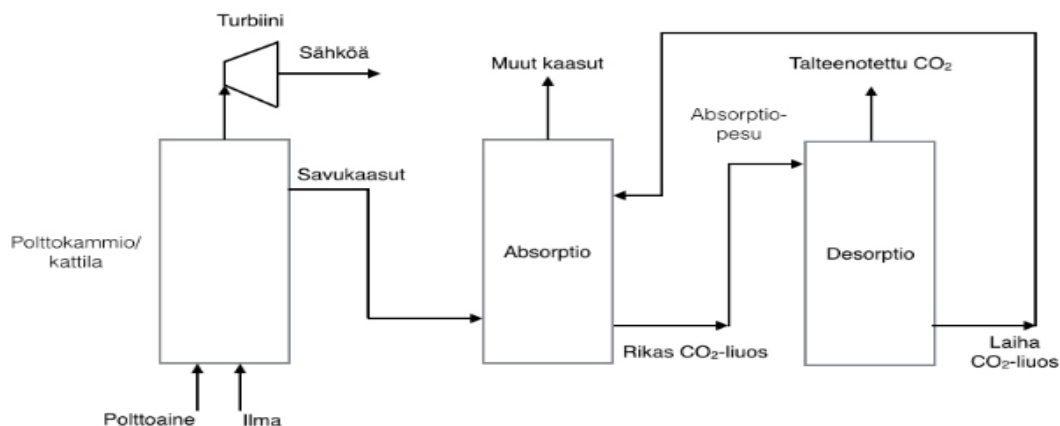 Turbiini
Sähköä
Muut kaasut
Talteenotettu CO₂
Absorptio-
pesu
Savukaasut
Polttokammio/
kattila
Absorptio
Desorptio
Rikas CO₂-liuos
Laiha
CO₂-liuos
Polttoaine
Ilma